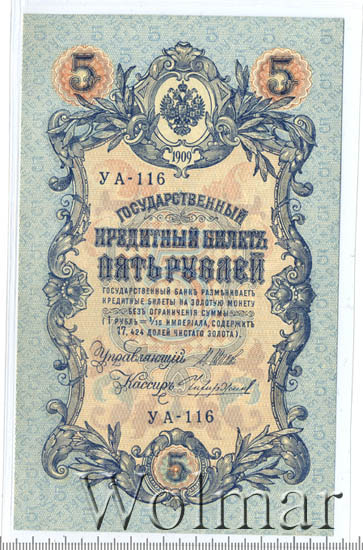 5 5
1909
УА-116
ГОСУДАРСТВЕННЫЙ
КРЕДИТНЫЙ БИЛЕТЪ
ПЯТЬ РУБЛЕЙ
ГОСУДАРСТВЕННЫЙ БАНКЪ РАЗМѢНИВАЕТЪ
КРЕДИТНЫЕ БИЛЕТЫ НА ЗОЛОТУЮ МОНЕТУ
БЕЗЪ ОГРАНИЧЕНІЯ СУММЫ
(1 РУБЛЬ = 1/15 ИМПЕРІАЛА, СОДЕРЖИТЪ
17,424 ДОЛЕЙ ЧИСТАГО ЗОЛОТА).
Управляющій
Кассиръ
УА-116
5
Wolmar